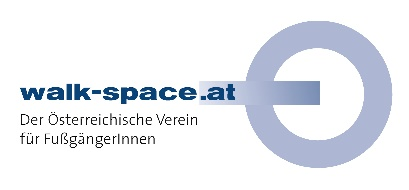 walk-space.at
Der Österreichische Verein
für FußgängerInnen